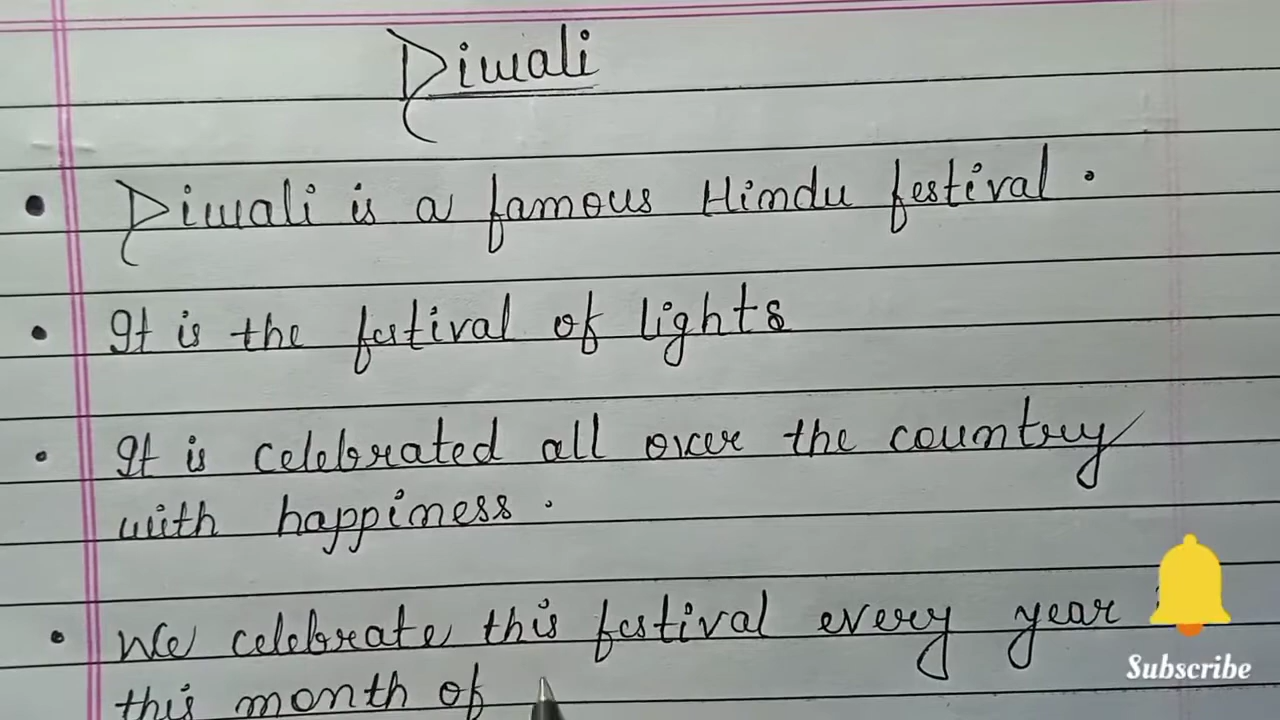 Diwali
• Diwali is a famous Hindu festival.
• It is the festival of lights
• It is celebrated all over the country
with happiness.
• We celebrate this festival every year
this month of
Subscribe